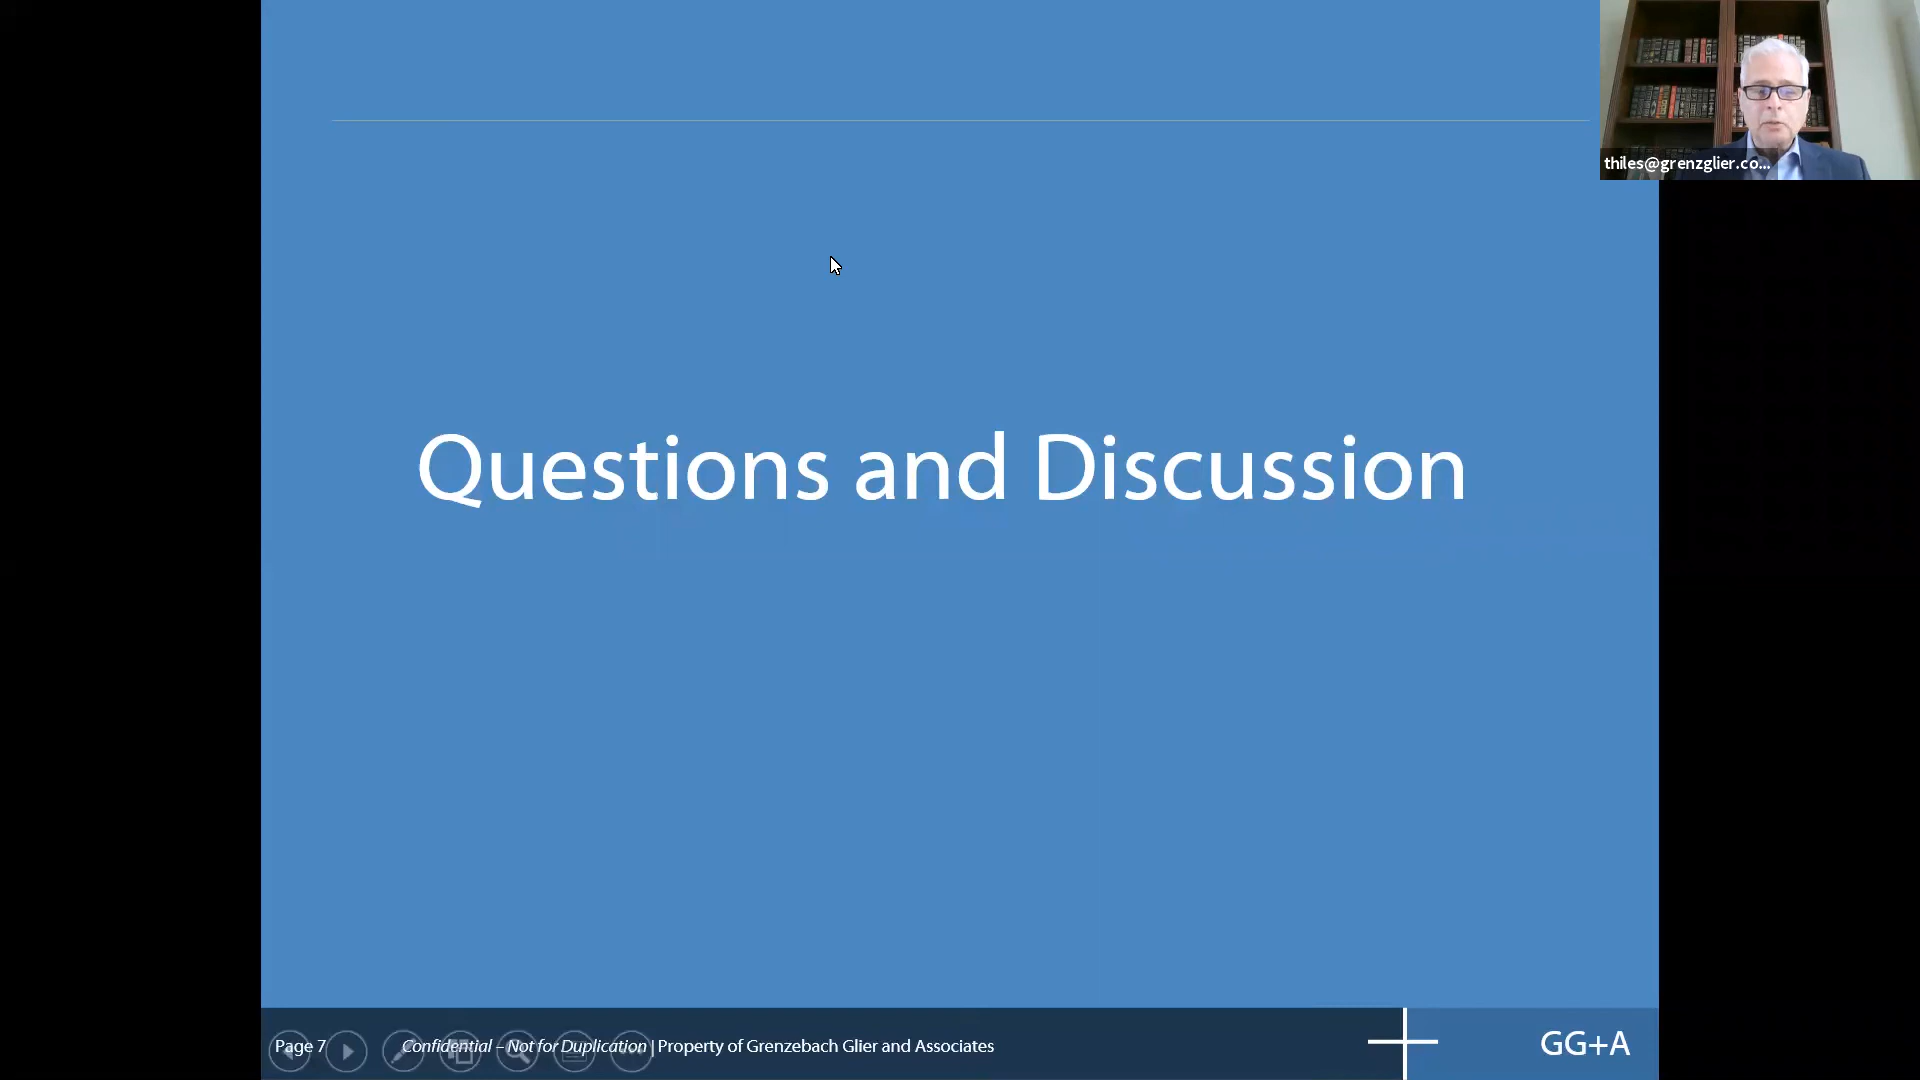 thiles@grenzglier.co...
Questions and Discussion
Page 7 Confidential – Not for Duplication | Property of Grenzebach Glier and Associates
GG+A